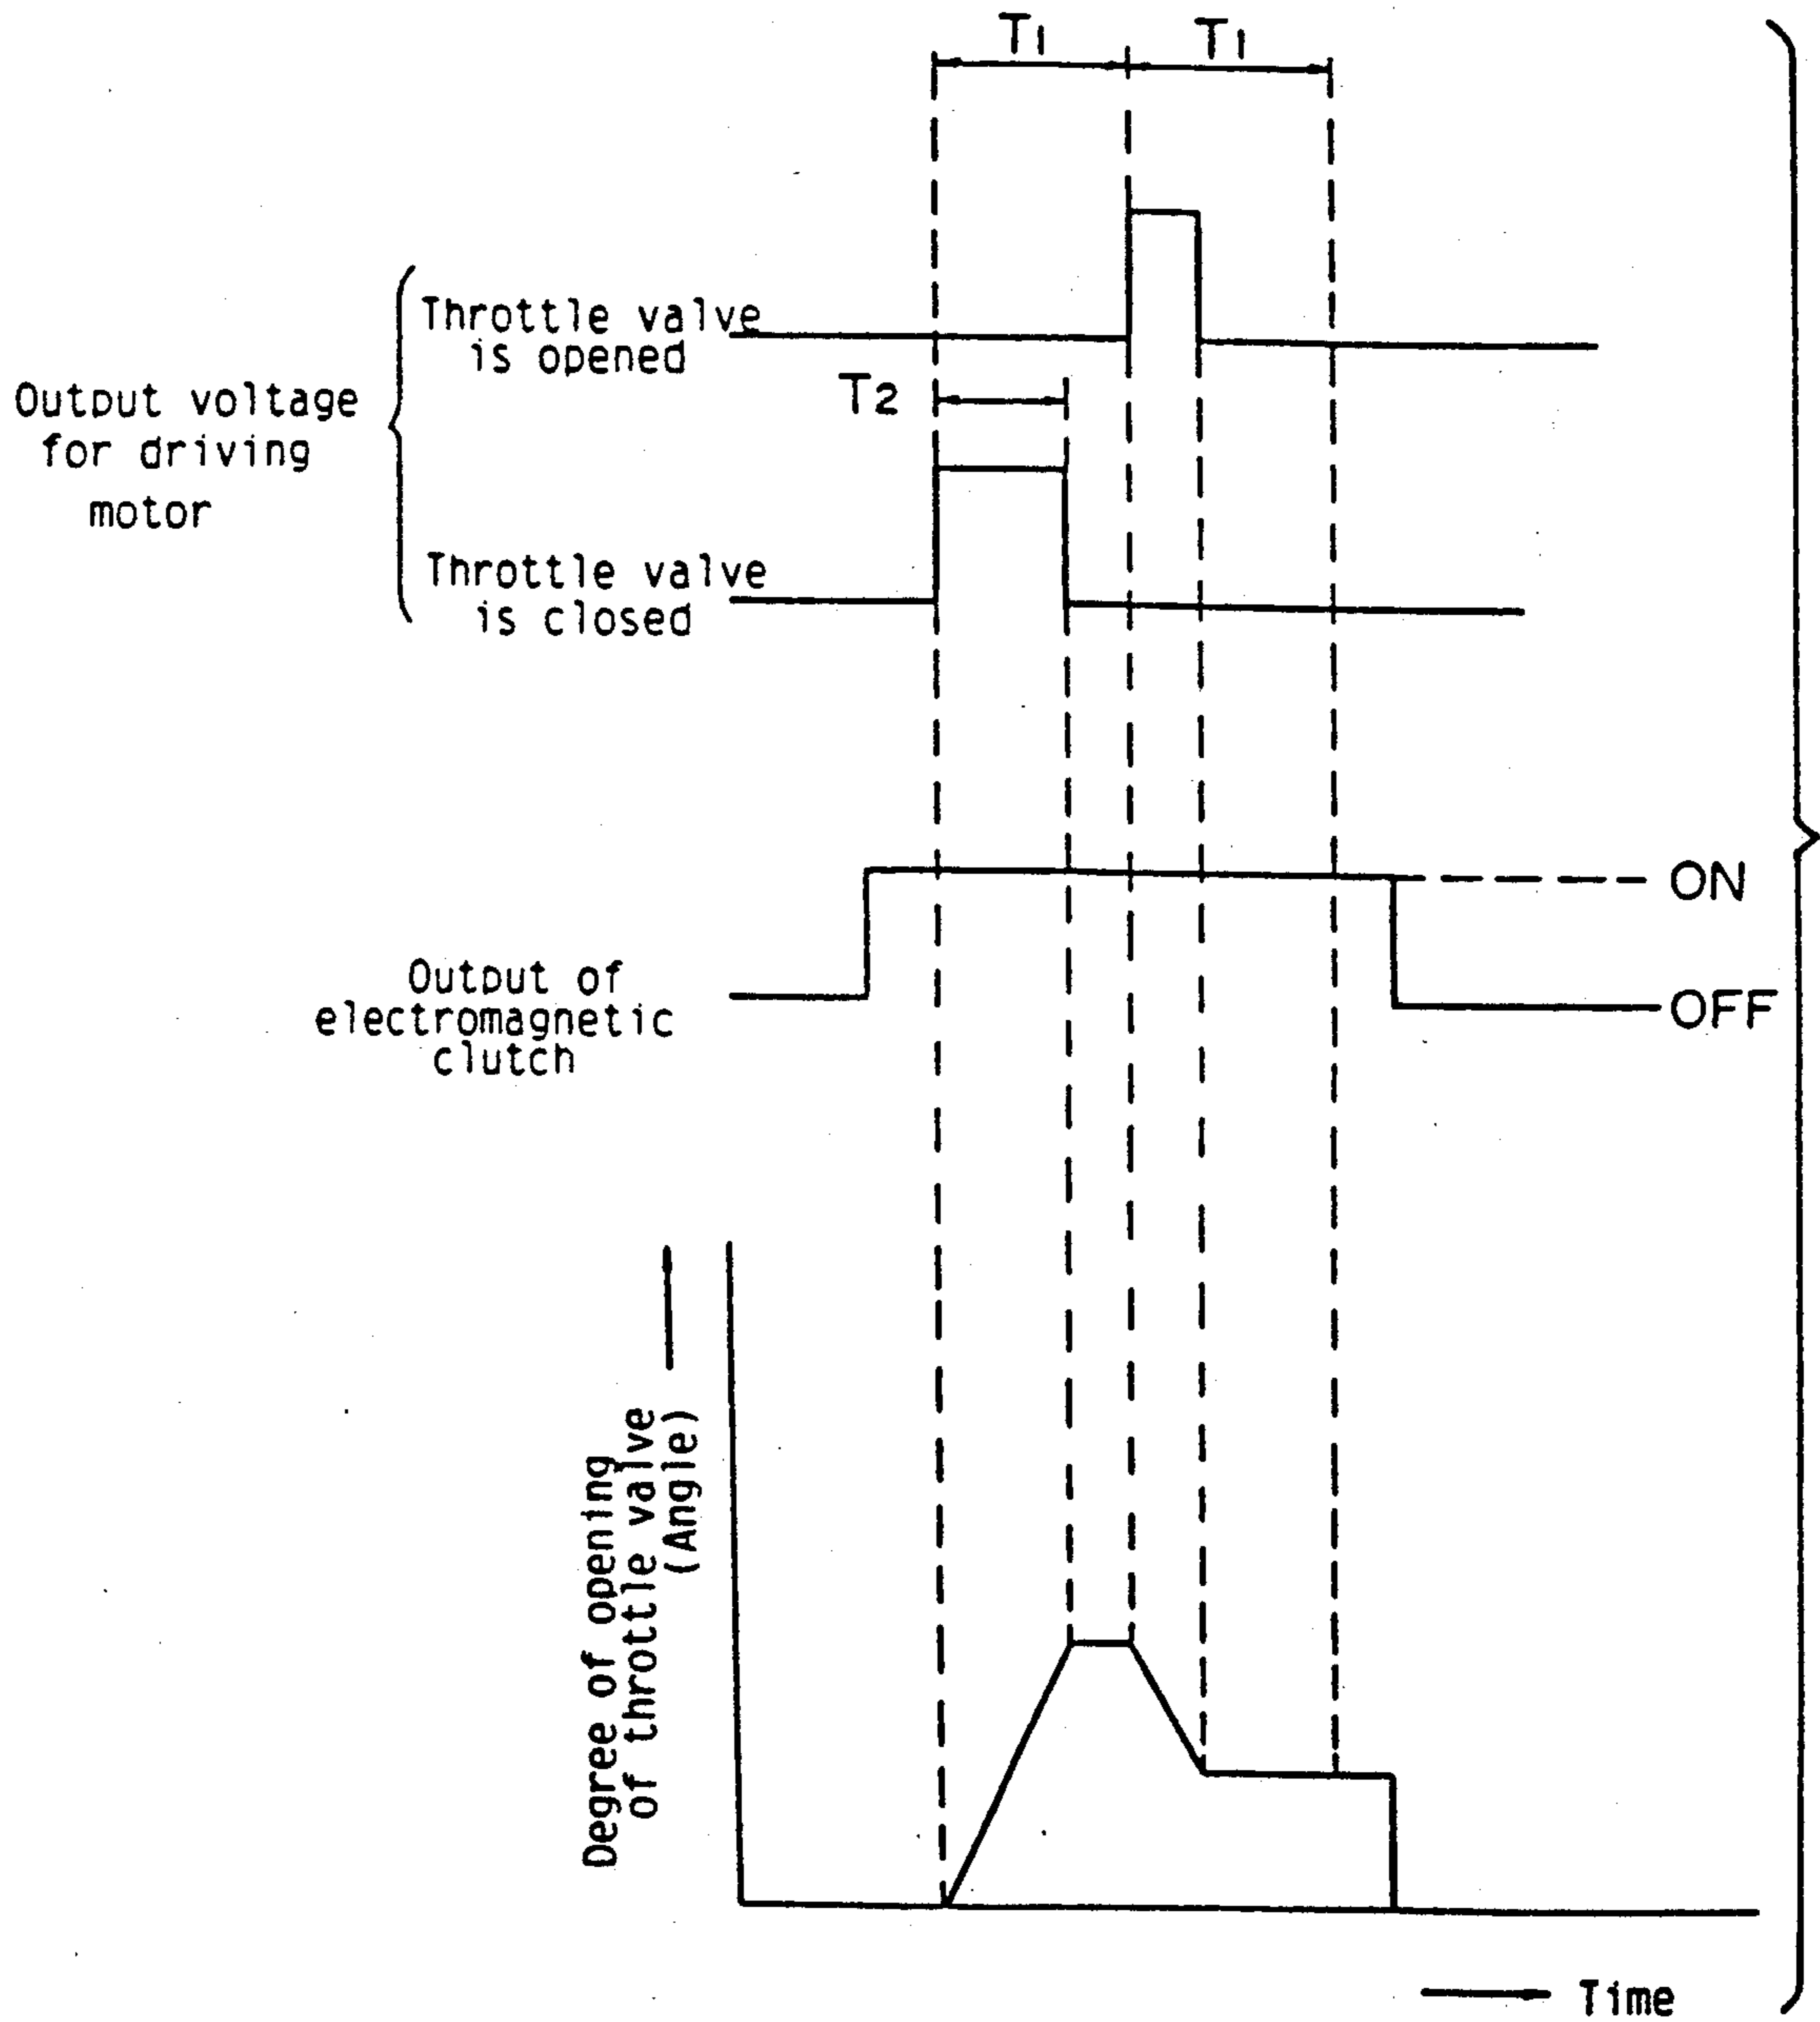 T1
T1
Throttle valve
is opened
T2
Output voltage
for driving
motor
Throttle valve
is closed
ON
Output of
electromagnetic
clutch
OFF
Degree of opening
of throttle valve
(Angle)
Time